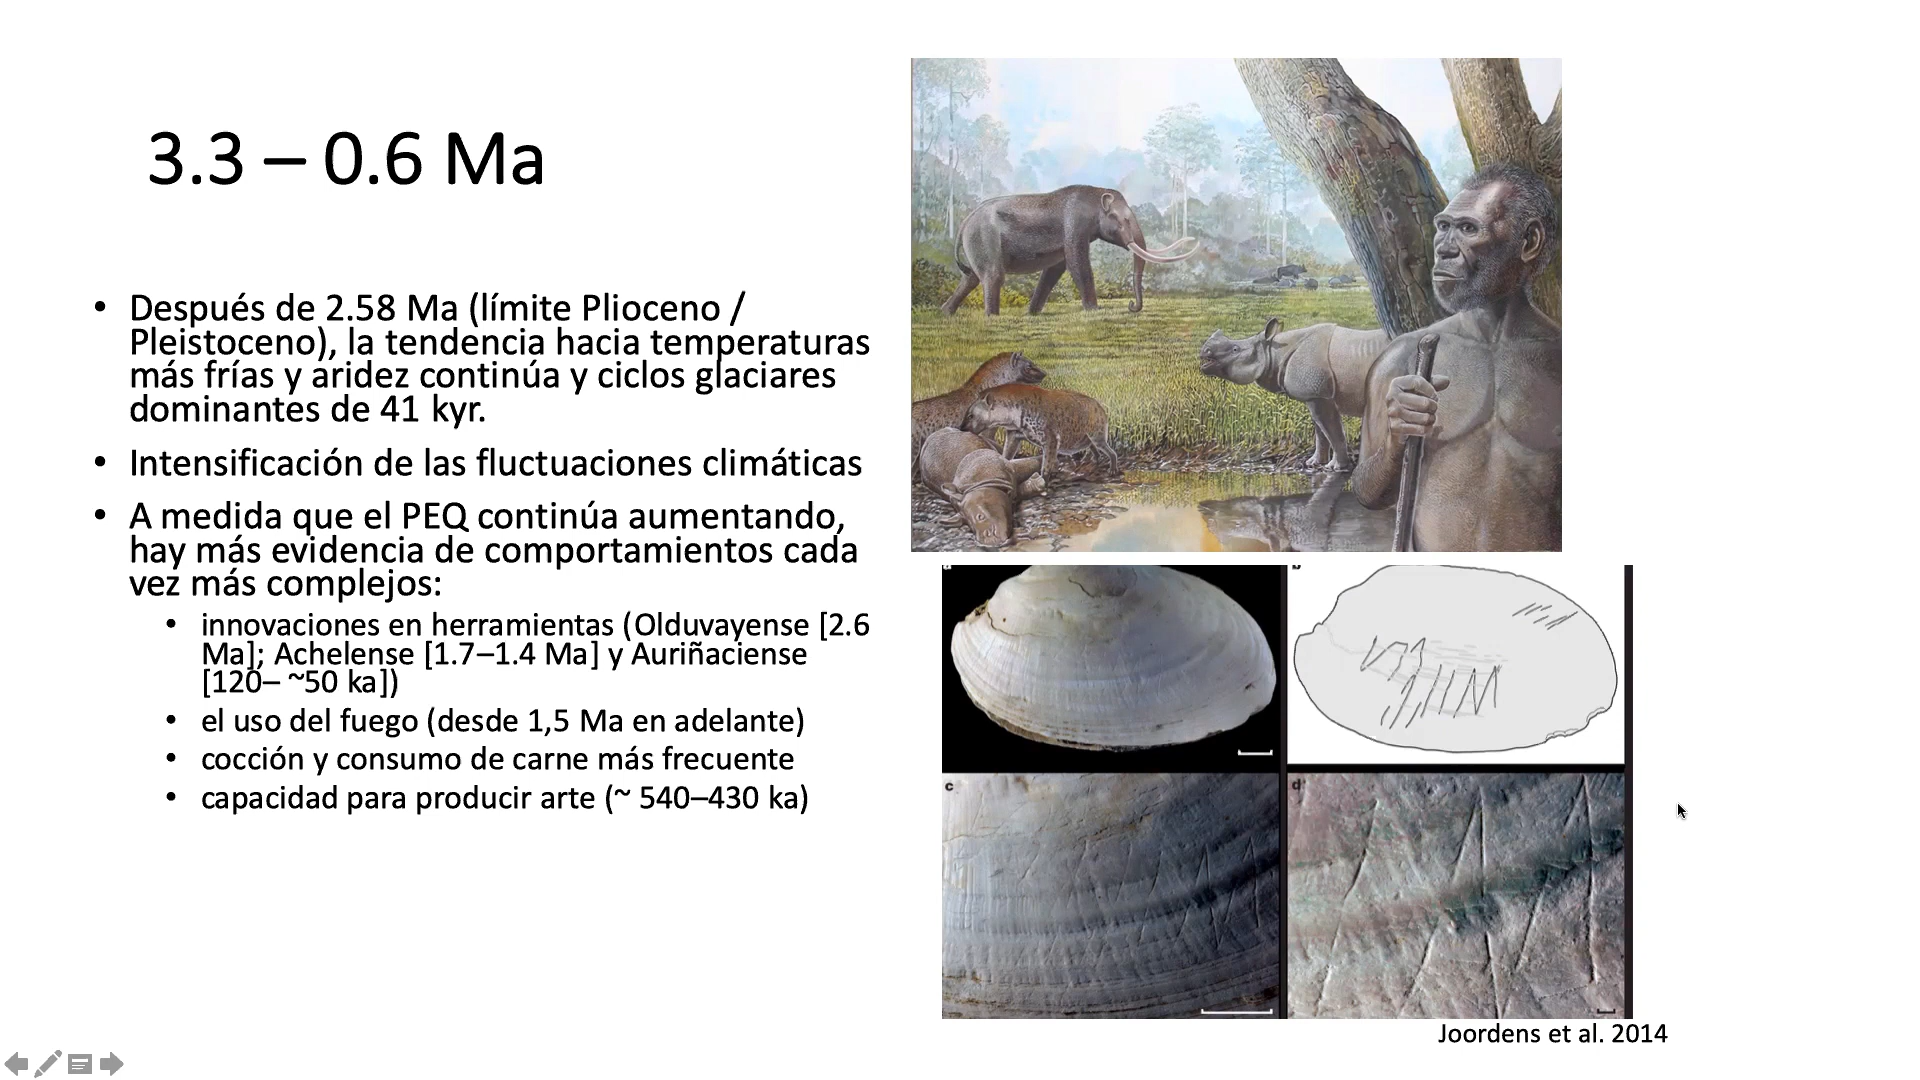 3.3 – 0.6 Ma
• Después de 2.58 Ma (límite Plioceno /
Pleistoceno), la tendencia hacia temperaturas
más frías y aridez continúa y ciclos glaciares
dominantes de 41 kyr.
• Intensificación de las fluctuaciones climáticas
• A medida que el PEQ continúa aumentando,
hay más evidencia de comportamientos cada
vez más complejos:
• innovaciones en herramientas (Olduvayense [2.6
Ma]; Achelense [1.7–1.4 Ma] y Auriñaciense
[120– ~50 ka])
• el uso del fuego (desde 1,5 Ma en adelante)
• cocción y consumo de carne más frecuente
• capacidad para producir arte (~ 540–430 ka)
a
b
c
d
Joordens et al. 2014